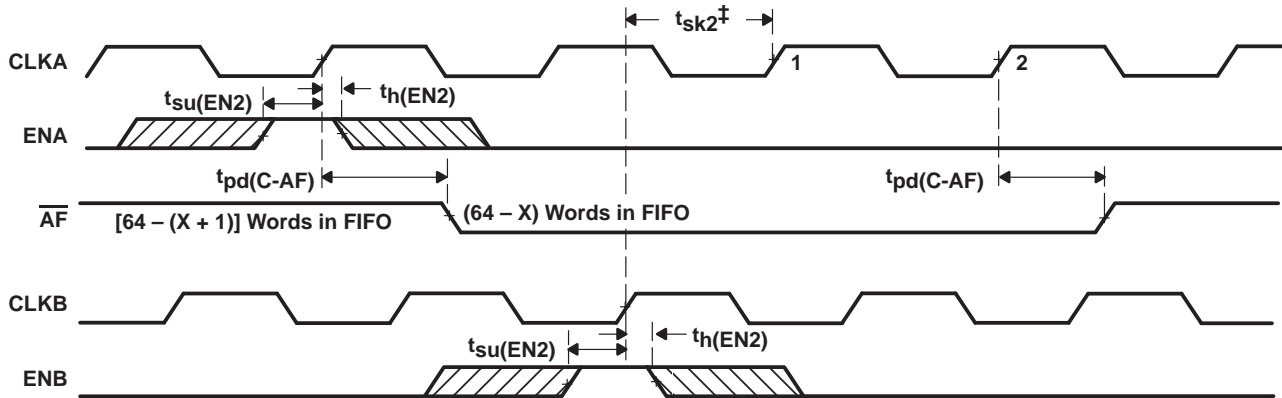 tsk2‡
CLKA
1
2
tsu(EN2)
th(EN2)
ENA
tpd(C-AF)
tpd(C-AF)
AF
[64 – (X + 1)] Words in FIFO
(64 – X) Words in FIFO
CLKB
tsu(EN2)
th(EN2)
ENB